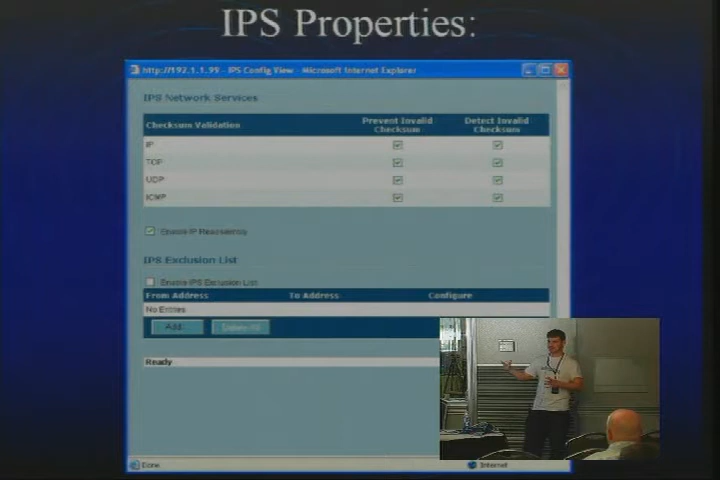 IPS Properties:
http://192.1.1.99 - IPS Config View - Microsoft Internet Explorer
IPS Network Services
Checksum Validation Prevent Invalid Checksum Detect Invalid Checksum
IP
TCP
UDP
ICMP
Enable IP Reassembly
IPS Exclusion List
Enable IPS Exclusion List
From Address To Address Configure
No Entries
Add... Delete All
Ready
Done Internet